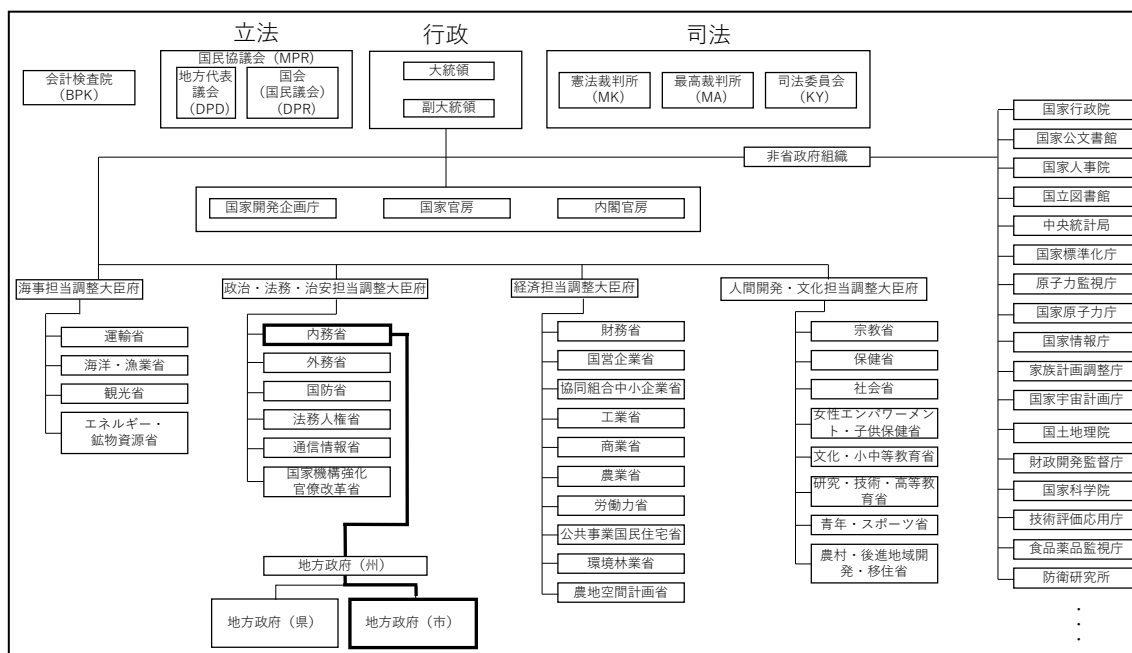 立法
行政
司法
会計検査院
(BPK)
国民協議会（MPR）
地方代表
議会
（DPD）
国会
（国民議会）
（DPR）
大統領
副大統領
憲法裁判所
（MK）
最高裁判所
（MA）
司法委員会
（KY）
非省政府組織
国家開発企画庁
国家官房
内閣官房
海事担当調整大臣府
運輸省
海洋・漁業省
観光省
エネルギー・
鉱物資源省
政治・法務・治安担当調整大臣府
内務省
外務省
国防省
法務人権省
通信情報省
国家機構強化
官僚改革省
地方政府（州）
地方政府（県）
地方政府（市）
経済担当調整大臣府
財務省
国営企業省
協同組合中小企業省
工業省
商業省
農業省
労働力省
公共事業国民住宅省
環境林業省
農地空間計画省
人間開発・文化担当調整大臣府
宗教省
保健省
社会省
女性エンパワーメン
ト・子供保健省
文化・小中等教育省
研究・技術・高等教
育省
青年・スポーツ省
農村・後進地域開
発・移住省
国家行政院
国家公文書館
国家人事院
国立図書館
中央統計局
国家標準化庁
原子力監視庁
国家原子力庁
国家情報庁
家族計画調整庁
国家宇宙計画庁
国土地理院
財政開発監督庁
国家科学院
技術評価応用庁
食品薬品監視庁
防衛研究所
・
・
・